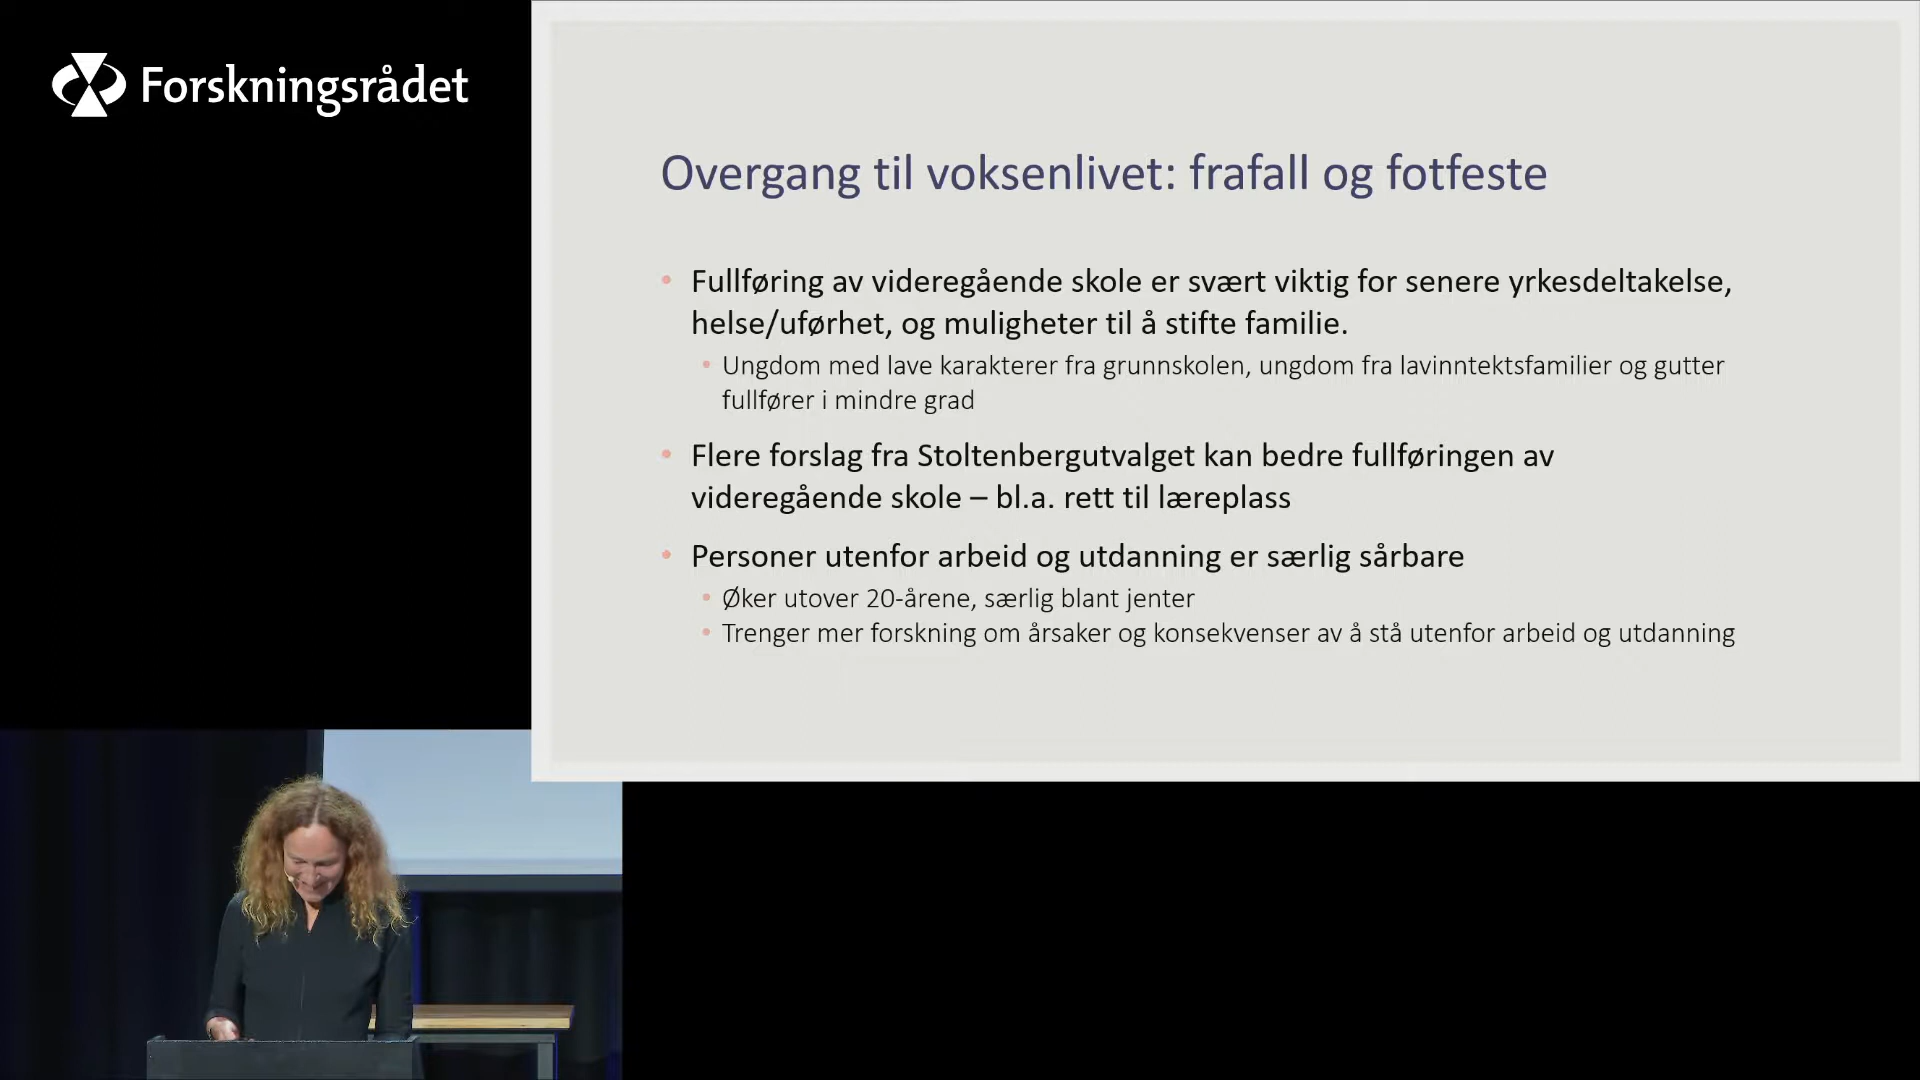 Forskningsrådet
Overgang til voksenlivet: frafall og fotfeste
• Fullføring av videregående skole er svært viktig for senere yrkesdeltakelse,
helse/uførhet, og muligheter til å stifte familie.
• Ungdom med lave karakterer fra grunnskolen, ungdom fra lavinntektsfamilier og gutter
fullfører i mindre grad
• Flere forslag fra Stoltenbergutvalget kan bedre fullføringen av
videregående skole – bl.a. rett til læreplass
• Personer utenfor arbeid og utdanning er særlig sårbare
• Øker utover 20-årene, særlig blant jenter
• Trenger mer forskning om årsaker og konsekvenser av å stå utenfor arbeid og utdanning